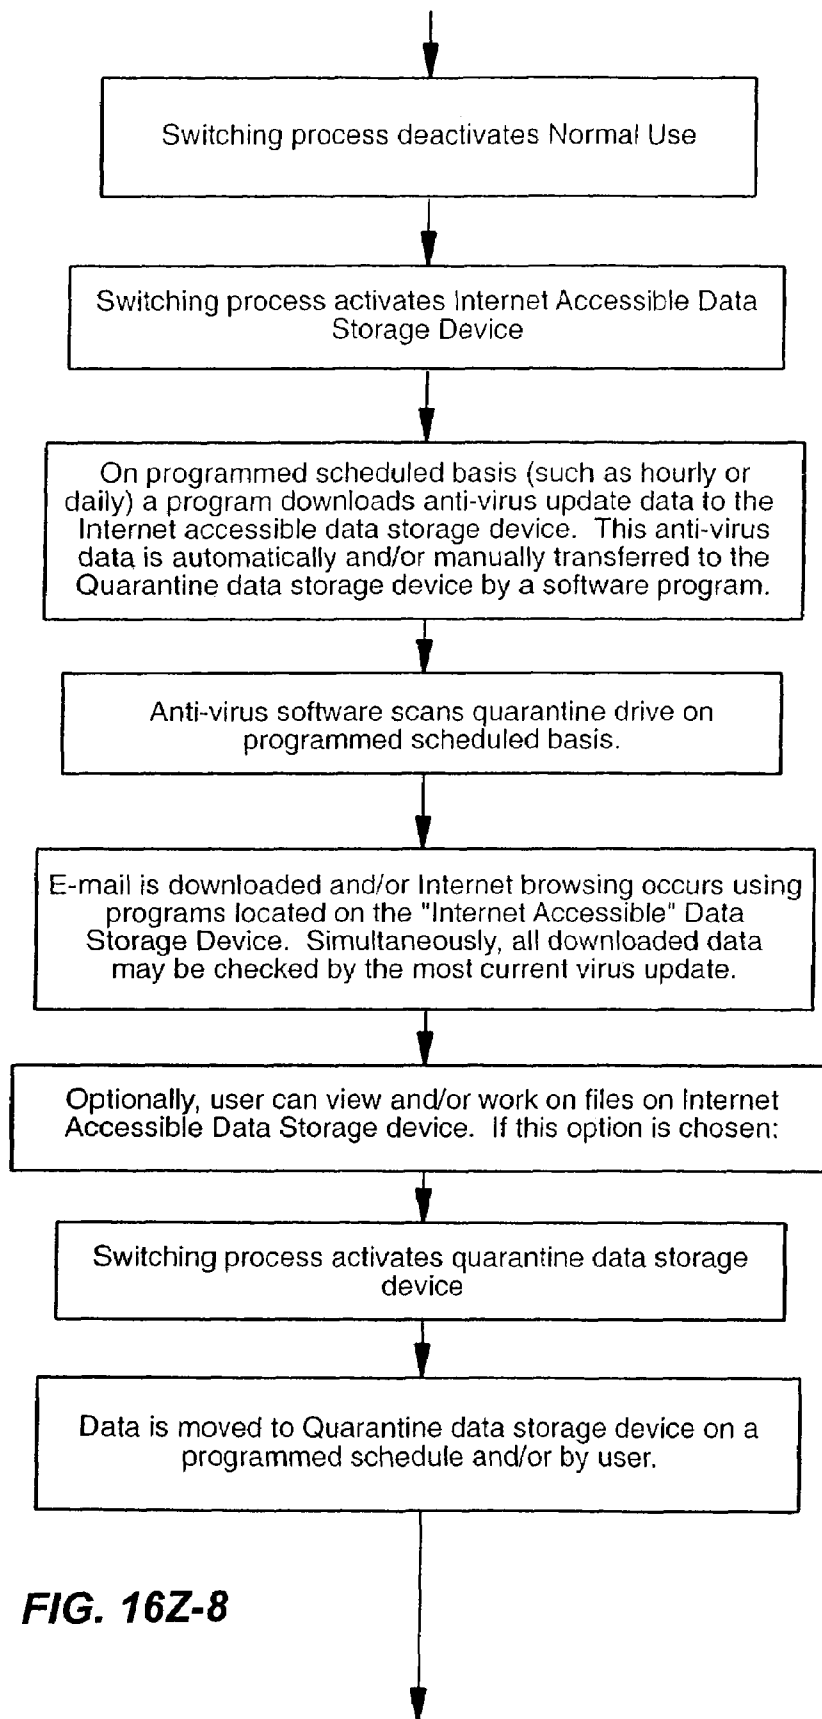 Switching process deactivates Normal Use
Switching process activates Internet Accessible Data
Storage Device
On programmed scheduled basis (such as hourly or
daily) a program downloads anti-virus update data to the
Internet accessible data storage device.  This anti-virus
data is automatically and/or manually transferred to the
Quarantine data storage device by a software program.
Anti-virus software scans quarantine drive on
programmed scheduled basis.
E-mail is downloaded and/or Internet browsing occurs using
programs located on the "Internet Accessible" Data
Storage Device.  Simultaneously, all downloaded data
may be checked by the most current virus update.
Optionally, user can view and/or work on files on Internet
Accessible Data Storage device.  If this option is chosen:
Switching process activates quarantine data storage
device
Data is moved to Quarantine data storage device on a
programmed schedule and/or by user.
FIG. 16Z-8